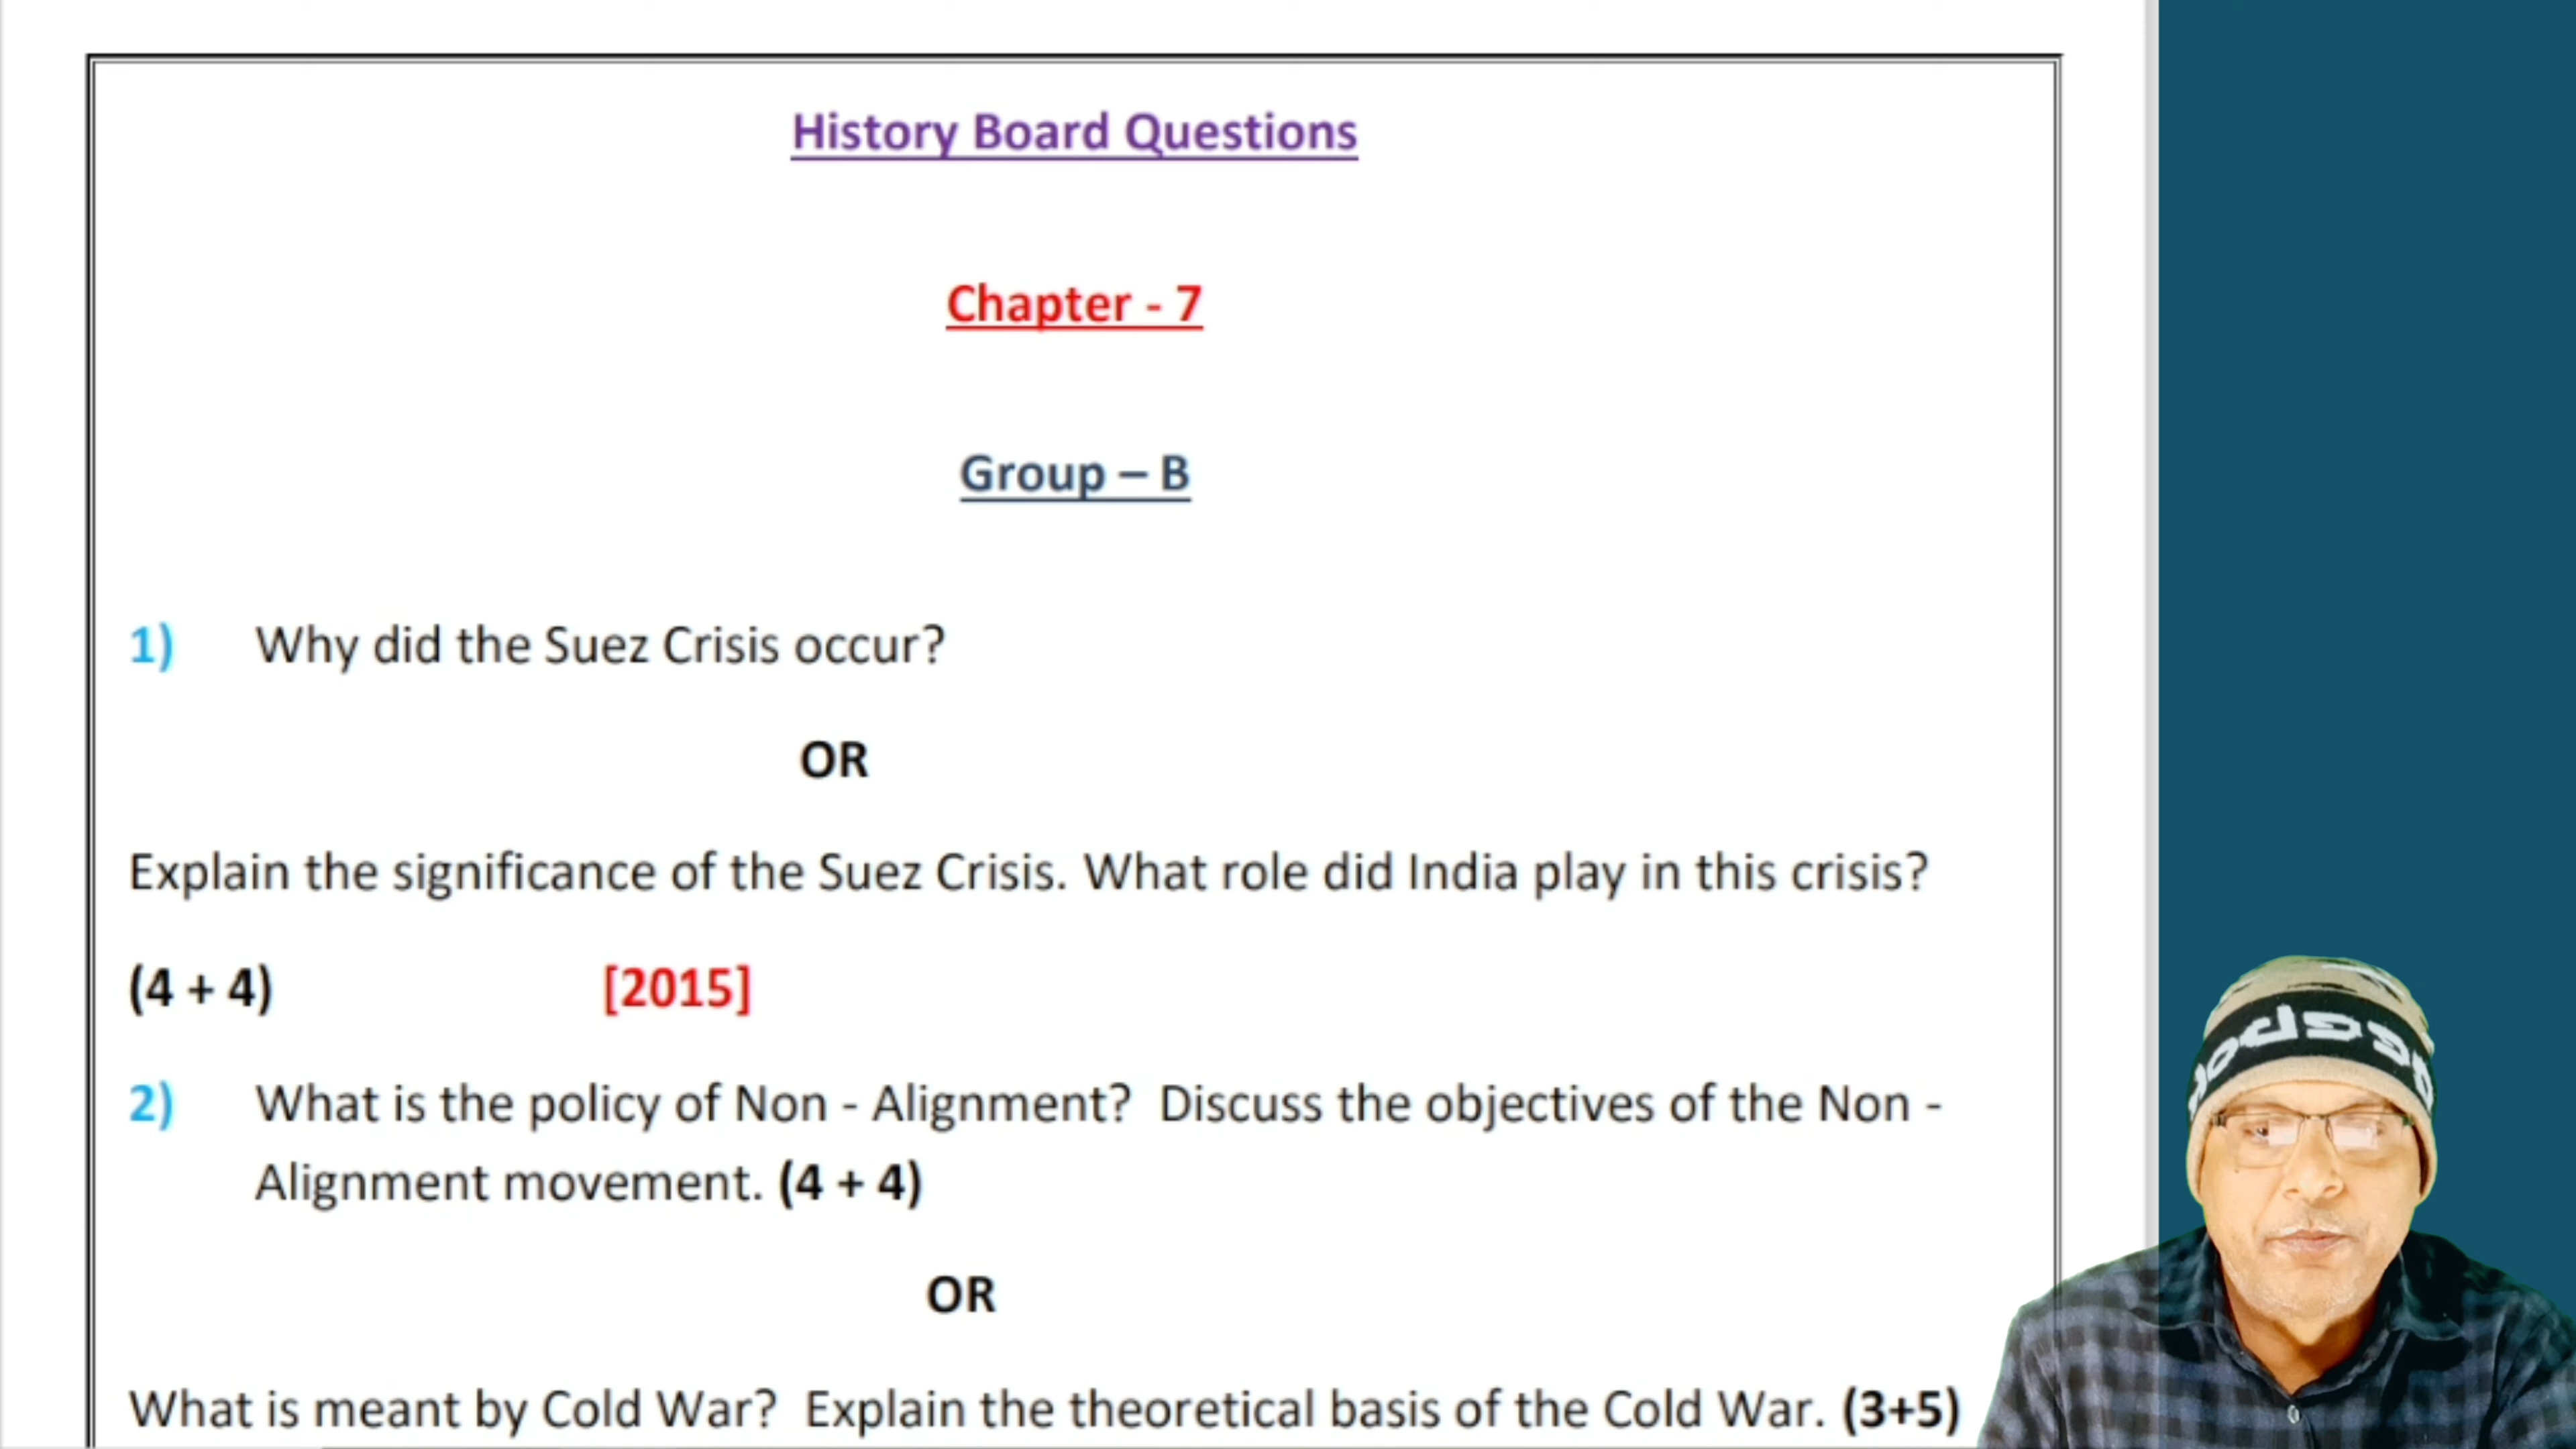 History Board Questions
Chapter - 7
Group – B
1) Why did the Suez Crisis occur?
OR
Explain the significance of the Suez Crisis. What role did India play in this crisis?
(4 + 4) [2015]
2) What is the policy of Non - Alignment? Discuss the objectives of the Non -
Alignment movement. (4 + 4)
OR
What is meant by Cold War? Explain the theoretical basis of the Cold War. (3+5)